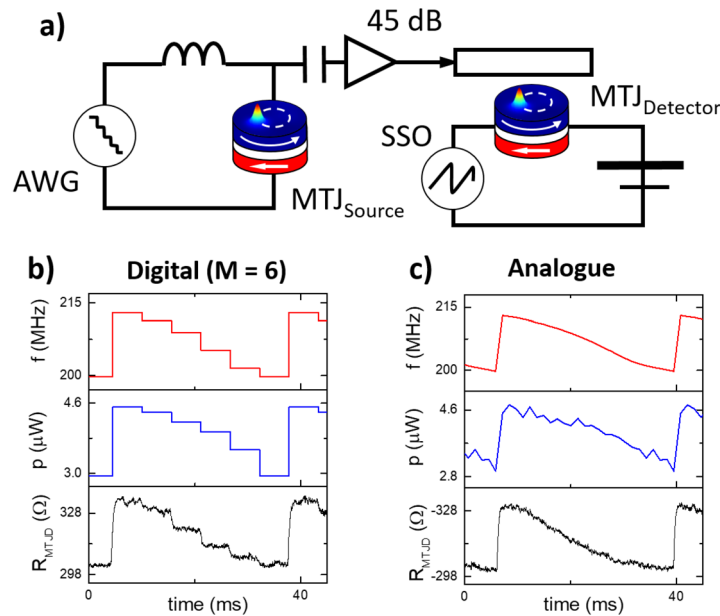 a)
45 dB
AWG
MTJSource
SSO
MTJDetector
b)
Digital (M = 6)
f (MHz)
215
200
p (μW)
4.6
3.0
RMTJD (Ω)
328
298
0
20
40
time (ms)
c)
Analogue
f (MHz)
215
200
p (μW)
4.6
2.8
RMTJD (Ω)
-328
-298
0
20
40
time (ms)